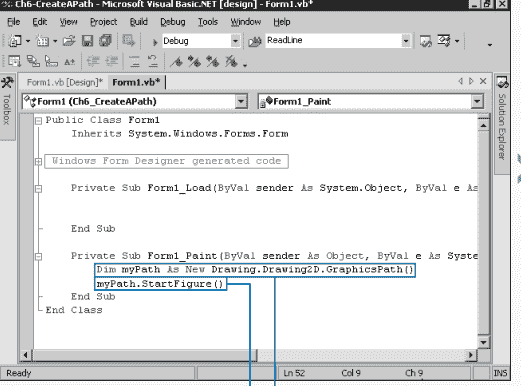 Ch6-CreateAPath - Microsoft Visual Basic.NET [design] - Form1.vb*
File Edit View Project Build Debug Tools Window Help
Debug ReadLine
Form1.vb [Design]* Form1.vb*
Toolbox
Form1 (Ch6_CreateAPath) Form1_Paint
Solution Explorer
Public Class Form1
Inherits System.Windows.Forms.Form
Windows Form Designer generated code
Private Sub Form1_Load(ByVal sender As System.Object, ByVal e As
End Sub
Private Sub Form1_Paint(ByVal sender As Object, ByVal e As Syste
Dim myPath As New Drawing.Drawing2D.GraphicsPath()
myPath.StartFigure()
End Sub
End Class
Ready Ln 52 Col 9 Ch 9 INS